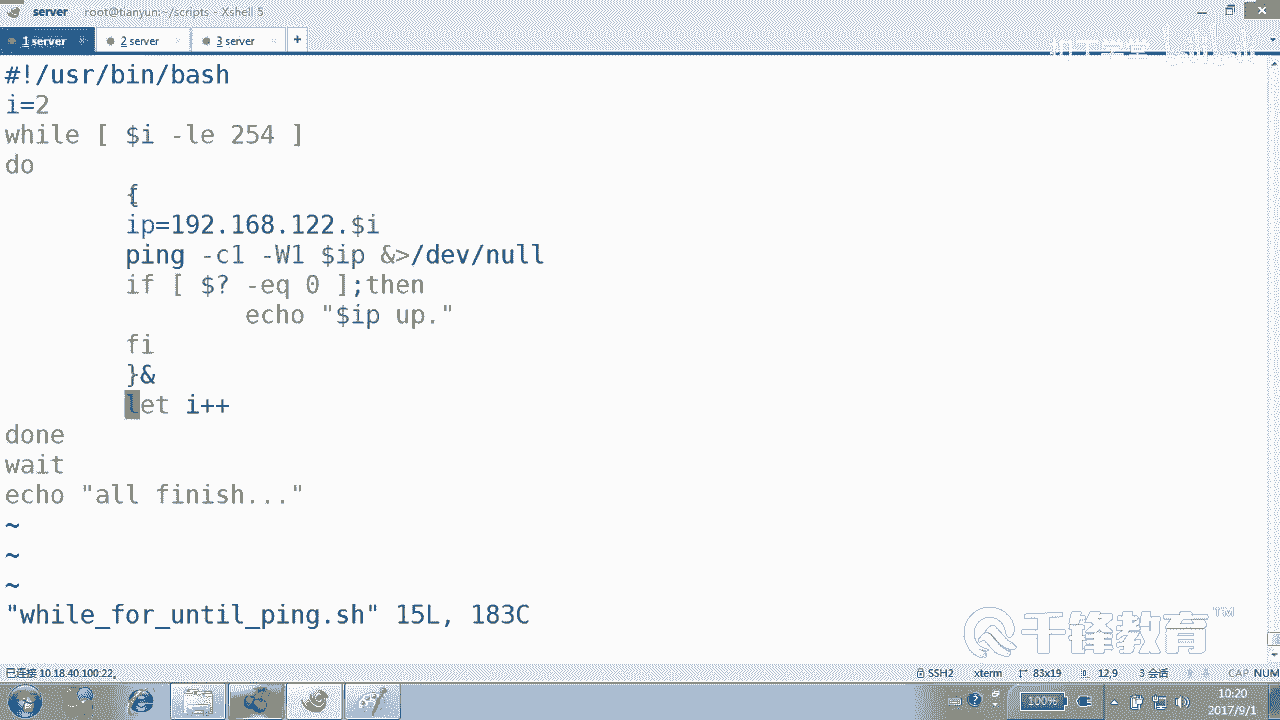 server root@tianyun:~/scripts - Xshell 5
1 server
2 server
3 server
+
#!/usr/bin/bash
i=2
while [ $i -le 254 ]
do
{
ip=192.168.122.$i
ping -c1 -W1 $ip &>/dev/null
if [ $? -eq 0 ];then
echo "$ip up."
fi
}&
let i++
done
wait
echo "all finish..."
~
~
~
"while_for_until_ping.sh" 15L, 183C
千锋教育™
已连接 10.18.40.100:22。
SSH2
xterm
83x19
12,9
3 会话
CAP NUM
100%
10:20
2017/9/1